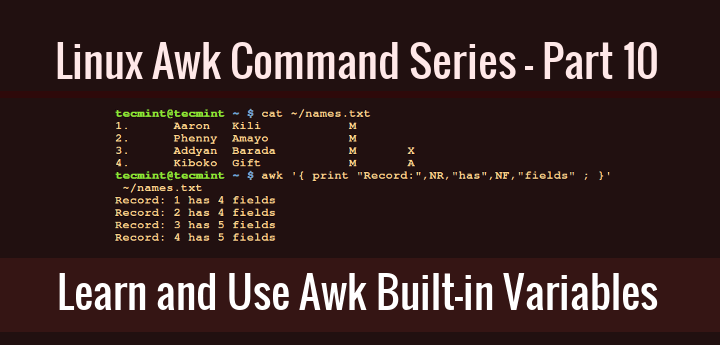 Linux Awk Command Series - Part 10
tecmint@tecmint ~ $ cat ~/names.txt
1. Aaron Kili M
2. Phenny Amayo M
3. Addyan Barada M X
4. Kiboko Gift M A
tecmint@tecmint ~ $ awk '{ print "Record:",NR,"has",NF,"fields" ; }'
~/names.txt
Record: 1 has 4 fields
Record: 2 has 4 fields
Record: 3 has 5 fields
Record: 4 has 5 fields
Learn and Use Awk Built-in Variables